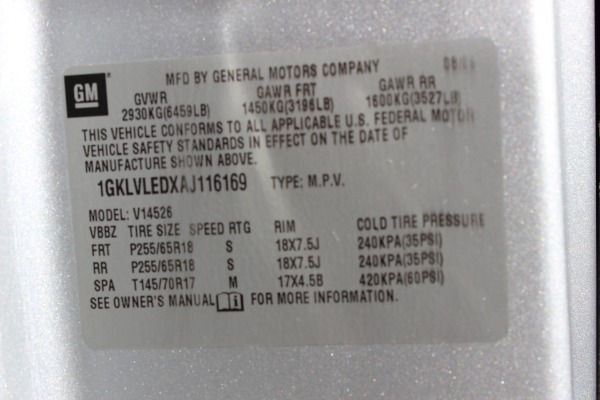 MFD BY GENERAL MOTORS COMPANY
GM
GVWR GAWR FRT GAWR RR
2930KG(6459LB) 1450KG(3196LB) 1600KG(3527LB)
THIS VEHICLE CONFORMS TO ALL APPLICABLE U.S. FEDERAL MOTOR
VEHICLE SAFETY STANDARDS IN EFFECT ON THE DATE OF
MANUFACTURE SHOWN ABOVE.
1GKLVLEDXAJ116169 TYPE: M.P.V.
MODEL: V14526
VBBZ TIRE SIZE SPEED RTG RIM COLD TIRE PRESSURE
FRT P255/65R18 S 18X7.5J 240KPA(35PSI)
RR P255/65R18 S 18X7.5J 240KPA(35PSI)
SPA T145/70R17 M 17X4.5B 420KPA(60PSI)
SEE OWNER'S MANUAL FOR MORE INFORMATION.